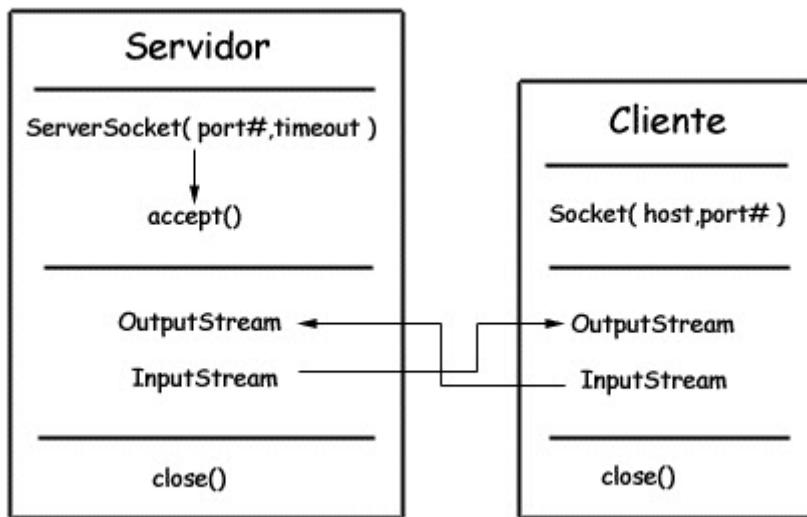 Servidor
ServerSocket( port#,timeout )
accept()
OutputStream
InputStream
close()
Cliente
Socket( host,port# )
OutputStream
InputStream
close()